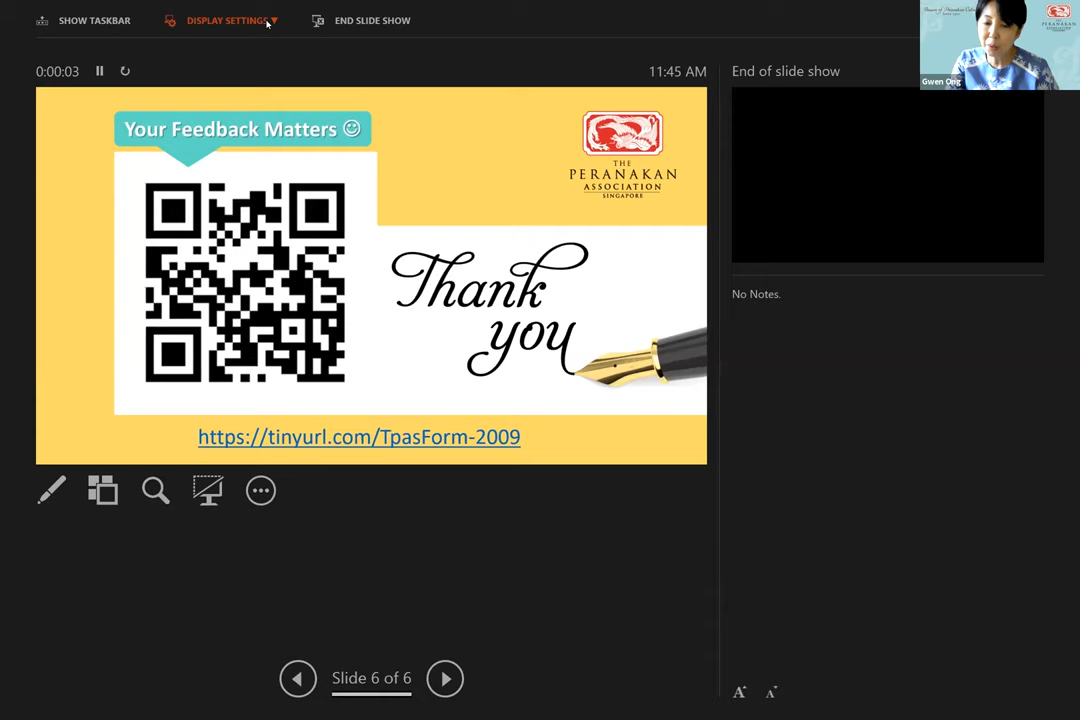 SHOW TASKBAR
DISPLAY SETTINGS ▼
END SLIDE SHOW
0:00:03
11:45 AM
End of slide show
Gwen Ong
Your Feedback Matters ☺
THE
PERANAKAN
ASSOCIATION
SINGAPORE
Thank
you
https://tinyurl.com/TpasForm-2009
No Notes.
Slide 6 of 6
A A